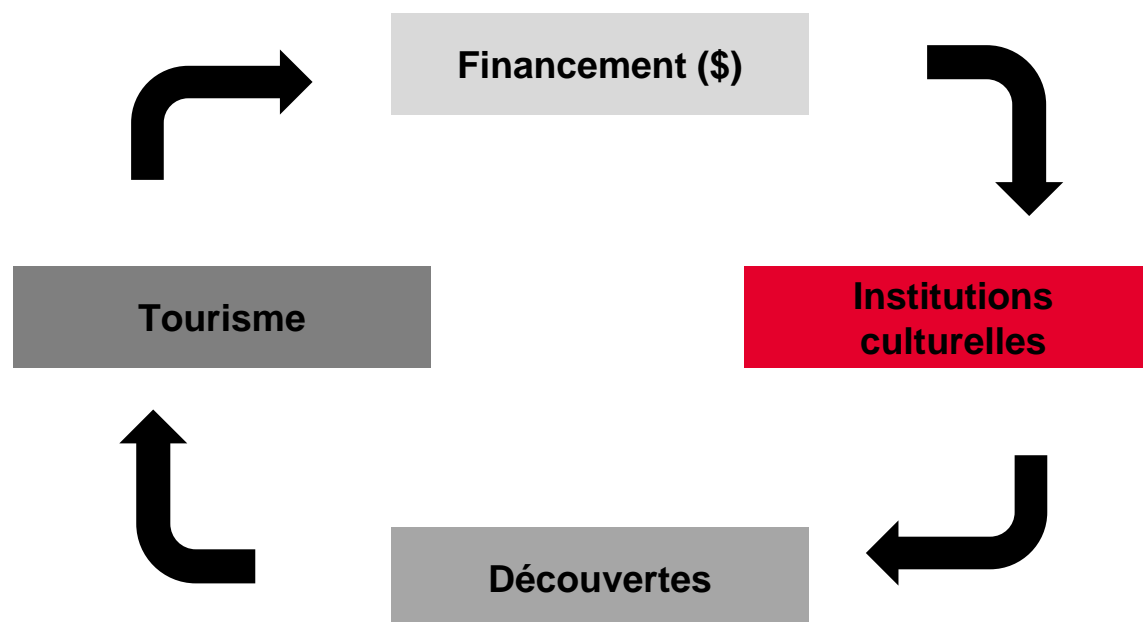 Financement ($)
Tourisme
Institutions
culturelles
Découvertes